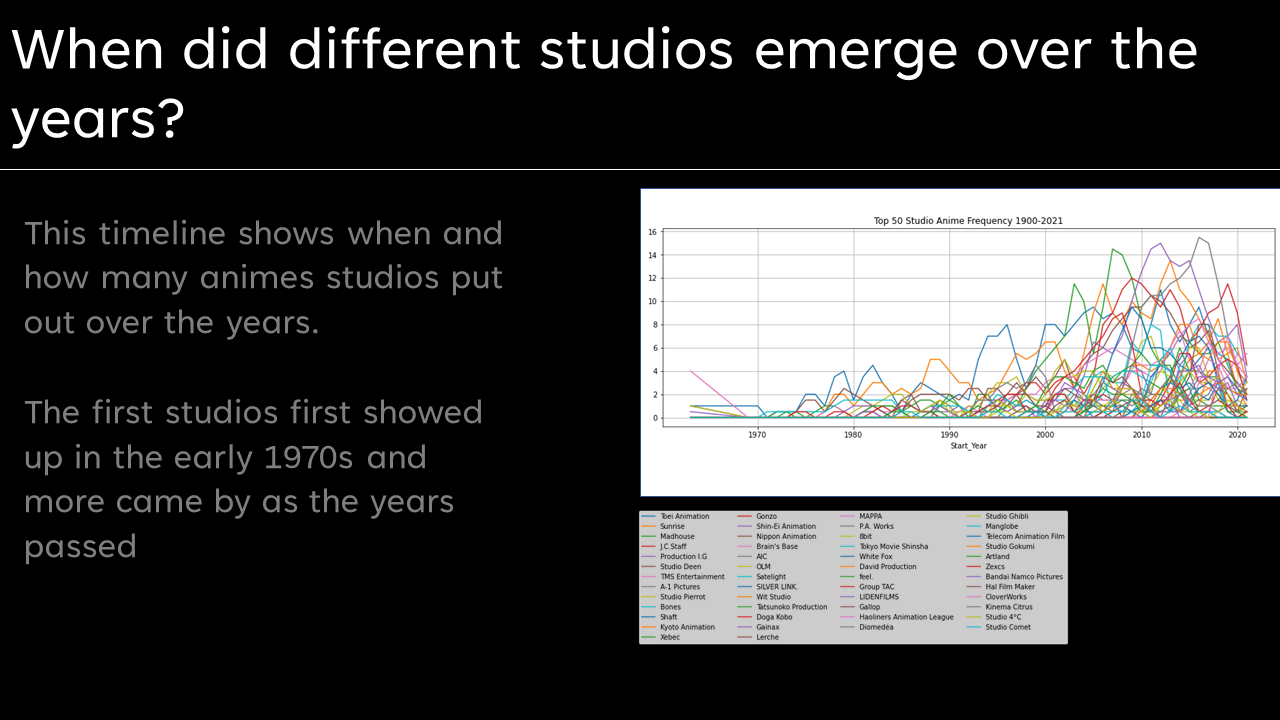 When did different studios emerge over the
years?
This timeline shows when and
how many animes studios put
out over the years.
The first studios first showed
up in the early 1970s and
more came by as the years
passed
Top 50 Studio Anime Frequency 1900-2021
16
14
12
10
8
6
4
2
0
1970 1980 1990 2000 2010 2020
Start_Year
Toei Animation Gonzo MAPPA Studio Ghibli
Sunrise Shin-Ei Animation P.A. Works Manglobe
Madhouse Nippon Animation 8bit Telecom Animation Film
J.C.Staff Brain's Base Tokyo Movie Shinsha Studio Gokumi
Production I.G AIC White Fox Artland
Studio Deen OLM David Production Zexcs
TMS Entertainment Satelight feel. Bandai Namco Pictures
A-1 Pictures SILVER LINK. Group TAC Hal Film Maker
Studio Pierrot Wit Studio LIDENFILMS CloverWorks
Bones Tatsunoko Production Gallop Kinema Citrus
Shaft Doga Kobo Haoliners Animation League Studio 4°C
Kyoto Animation Gainax Diomedéa Studio Comet
Xebec Lerche